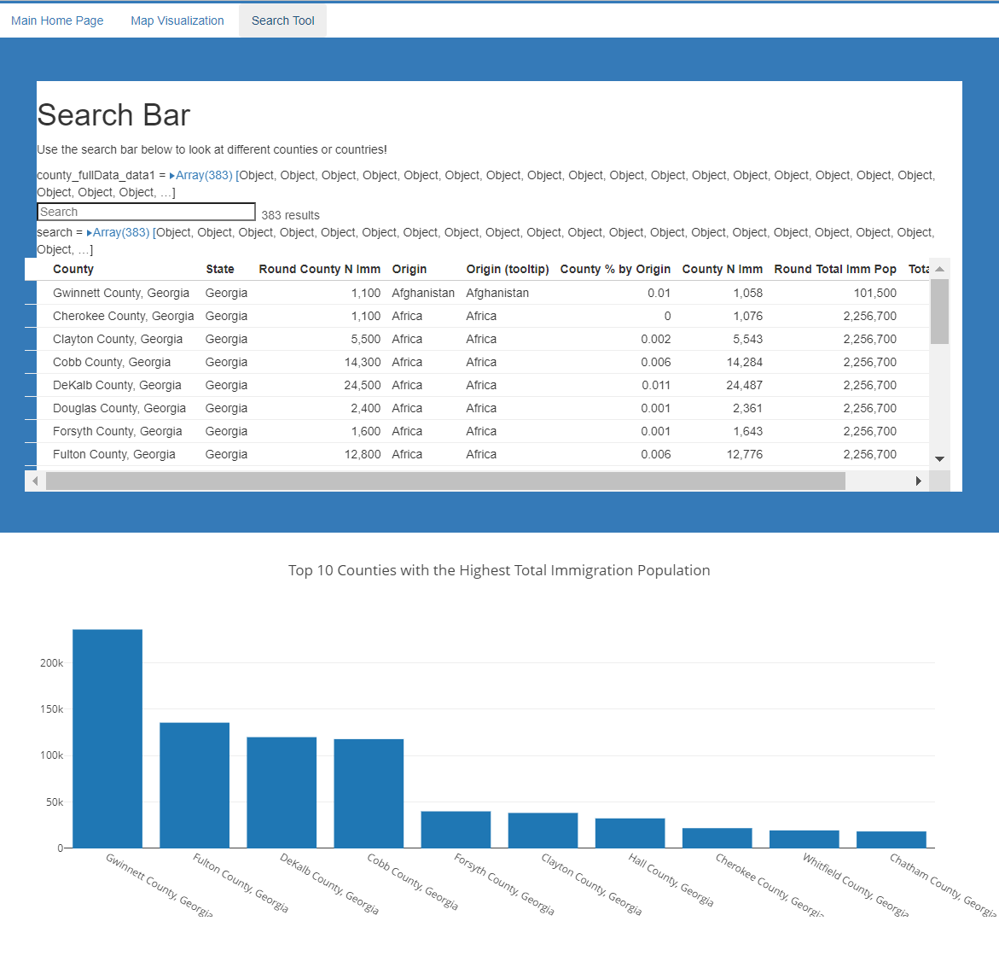 Main Home Page Map Visualization Search Tool
Search Bar
Use the search bar below to look at different counties or countries!
county_fullData_data1 = ▸Array(383) [Object, Object, Object, Object, Object, Object, Object, Object, Object, Object, Object, Object, Object, Object, Object, Object, Object,
Object, Object, Object, …]
Search 383 results
search = ▸Array(383) [Object, Object, Object, Object, Object, Object, Object, Object, Object, Object, Object, Object, Object, Object, Object, Object, Object, Object, Object,
Object, …]
County State Round County N Imm Origin Origin (tooltip) County % by Origin County N Imm Round Total Imm Pop Tota
Gwinnett County, Georgia Georgia 1,100 Afghanistan Afghanistan 0.01 1,058 101,500
Cherokee County, Georgia Georgia 1,100 Africa Africa 0 1,076 2,256,700
Clayton County, Georgia Georgia 5,500 Africa Africa 0.002 5,543 2,256,700
Cobb County, Georgia Georgia 14,300 Africa Africa 0.006 14,284 2,256,700
DeKalb County, Georgia Georgia 24,500 Africa Africa 0.011 24,487 2,256,700
Douglas County, Georgia Georgia 2,400 Africa Africa 0.001 2,361 2,256,700
Forsyth County, Georgia Georgia 1,600 Africa Africa 0.001 1,643 2,256,700
Fulton County, Georgia Georgia 12,800 Africa Africa 0.006 12,776 2,256,700
Top 10 Counties with the Highest Total Immigration Population
200k
150k
100k
50k
0
Gwinnett County, Georgia
Fulton County, Georgia
DeKalb County, Georgia
Cobb County, Georgia
Forsyth County, Georgia
Clayton County, Georgia
Hall County, Georgia
Cherokee County, Georgia
Whitfield County, Georgia
Chatham County, Georgia